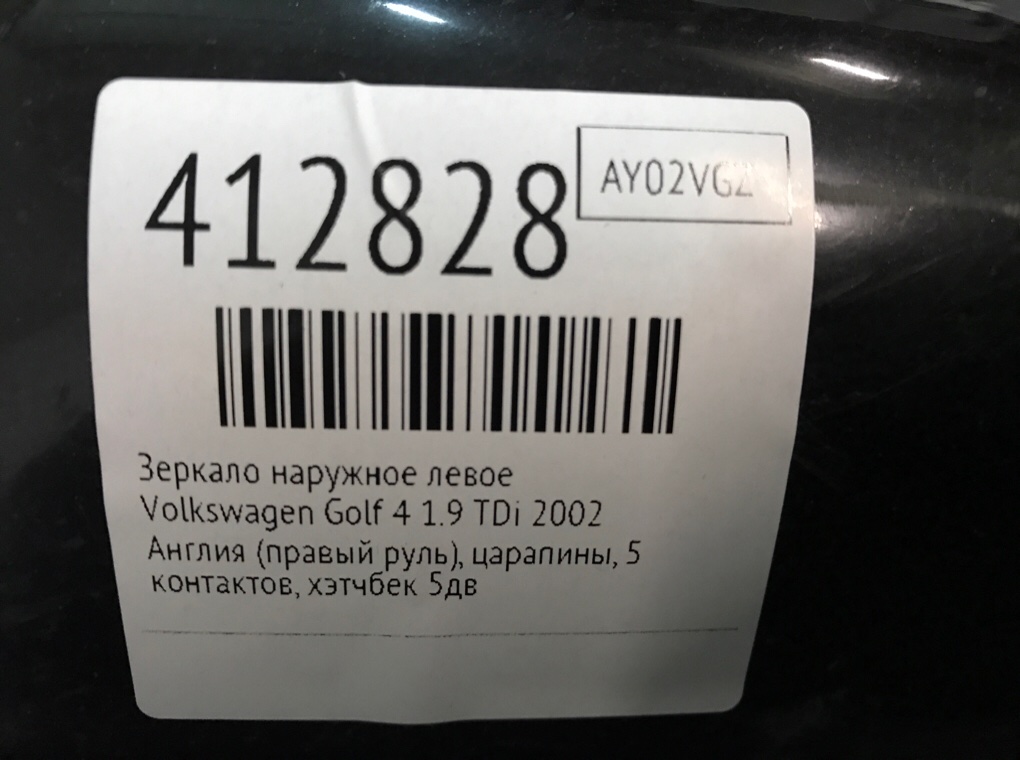 412828
AY02VG2
Зеркало наружное левое
Volkswagen Golf 4 1.9 TDi 2002
Англия (правый руль), царапины, 5
контактов, хэтчбек 5дв